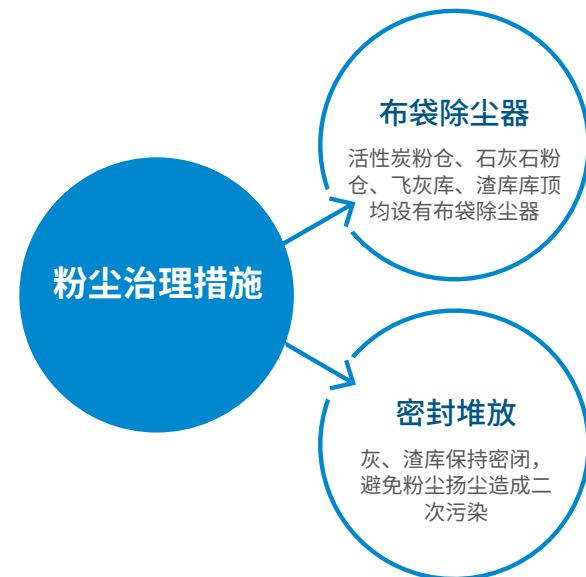 粉尘治理措施
布袋除尘器
活性炭粉仓、石灰石粉
仓、飞灰库、渣库库顶
均设有布袋除尘器
密封堆放
灰、渣库保持密闭，
避免粉尘扬尘造成二
次污染